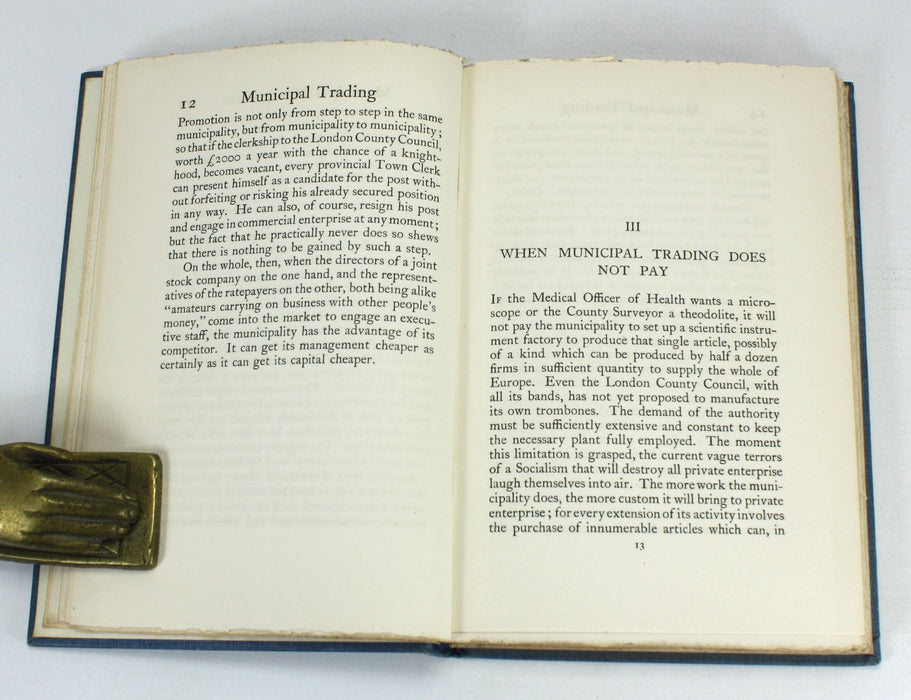 12 Municipal Trading
Promotion is not only from step to step in the same
municipality, but from municipality to municipality ;
so that if the clerkship to the London County Council,
worth £2000 a year with the chance of a knight-
hood, becomes vacant, every provincial Town Clerk
can present himself as a candidate for the post with-
out forfeiting or risking his already secured position
in any way. He can also, of course, resign his post
and engage in commercial enterprise at any moment ;
but the fact that he practically never does so shews
that there is nothing to be gained by such a step.
On the whole, then, when the directors of a joint
stock company on the one hand, and the represent-
atives of the ratepayers on the other, both being alike
“amateurs carrying on business with other people’s
money,” come into the market to engage an execu-
tive staff, the municipality has the advantage of its
competitor. It can get its management cheaper as
certainly as it can get its capital cheaper.
III
WHEN MUNICIPAL TRADING DOES
NOT PAY
IF the Medical Officer of Health wants a micro-
scope or the County Surveyor a theodolite, it will
not pay the municipality to set up a scientific instru-
ment factory to produce that single article, possibly
of a kind which can be produced by half a dozen
firms in sufficient quantity to supply the whole of
Europe. Even the London County Council, with
all its bands, has not yet proposed to manufacture
its own trombones. The demand of the authority
must be sufficiently extensive and constant to keep
the necessary plant fully employed. The moment
this limitation is grasped, the current vague terrors
of a Socialism that will destroy all private enterprise
laugh themselves into air. The more work the muni-
cipality does, the more custom it will bring to private
enterprise ; for every extension of its activity involves
the purchase of innumerable articles which can, in
13